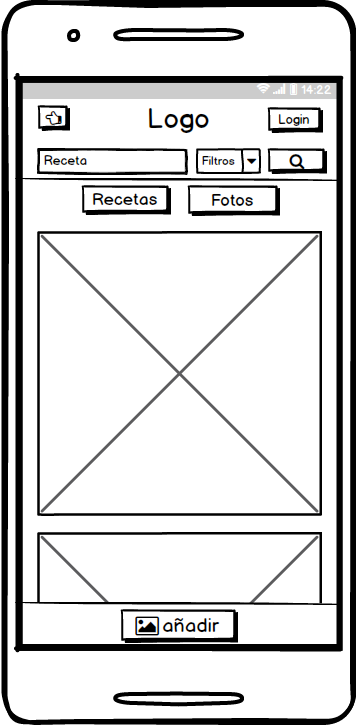 14:22
Logo
Login
Receta
Filtros
Recetas
Fotos
añadir